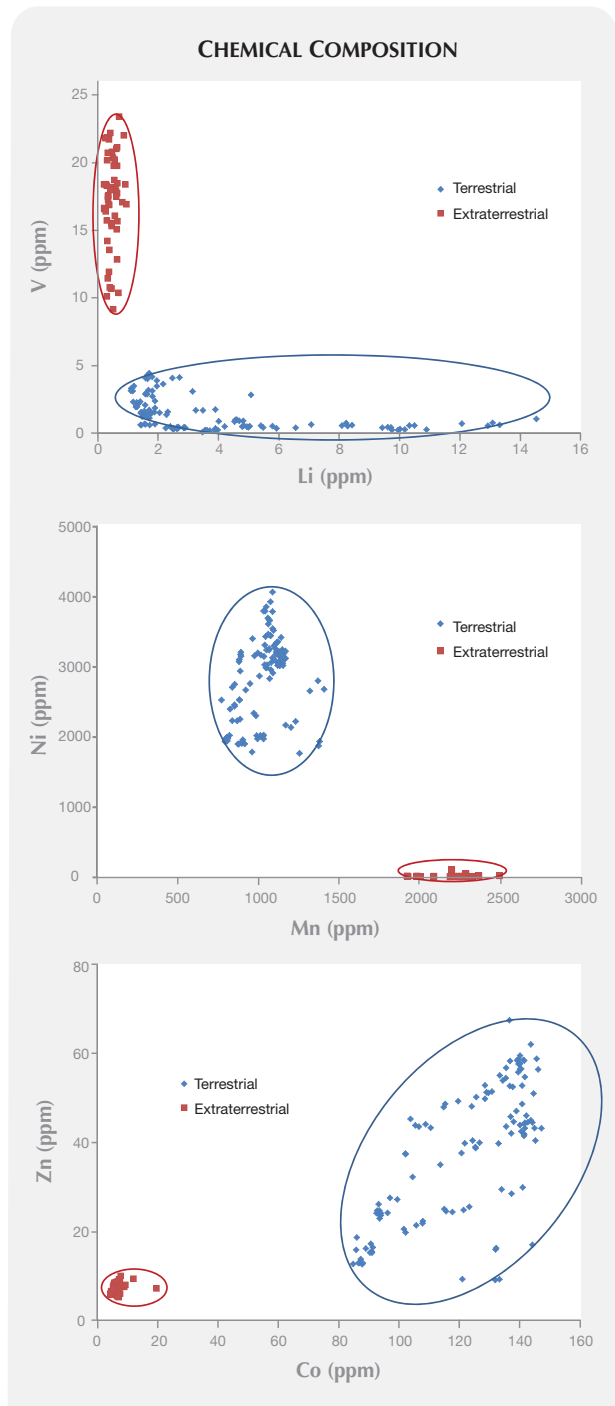 CHEMICAL COMPOSITION
25
20
15
10
5
0
V (ppm)
Terrestrial
Extraterrestrial
0 2 4 6 8 10 12 14 16
Li (ppm)
5000
4000
3000
2000
1000
0
Ni (ppm)
Terrestrial
Extraterrestrial
0 500 1000 1500 2000 2500 3000
Mn (ppm)
80
60
40
20
0
Zn (ppm)
Terrestrial
Extraterrestrial
0 20 40 60 80 100 120 140 160
Co (ppm)